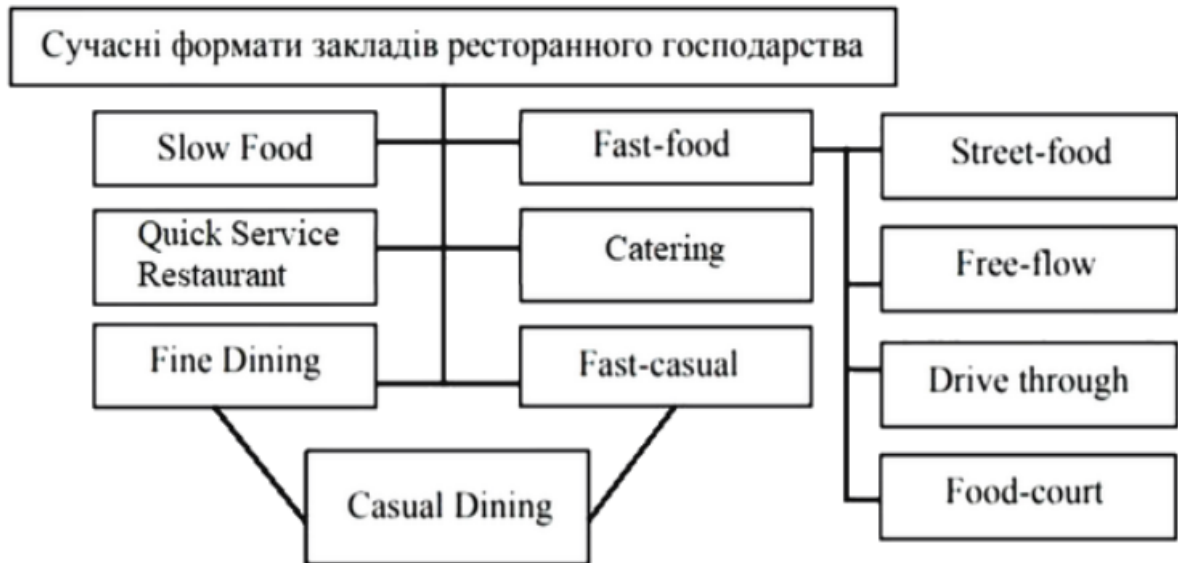 Сучасні формати закладів ресторанного господарства
Slow Food
Fast-food
Street-food
Quick Service
Restaurant
Catering
Free-flow
Fine Dining
Fast-casual
Drive through
Casual Dining
Food-court